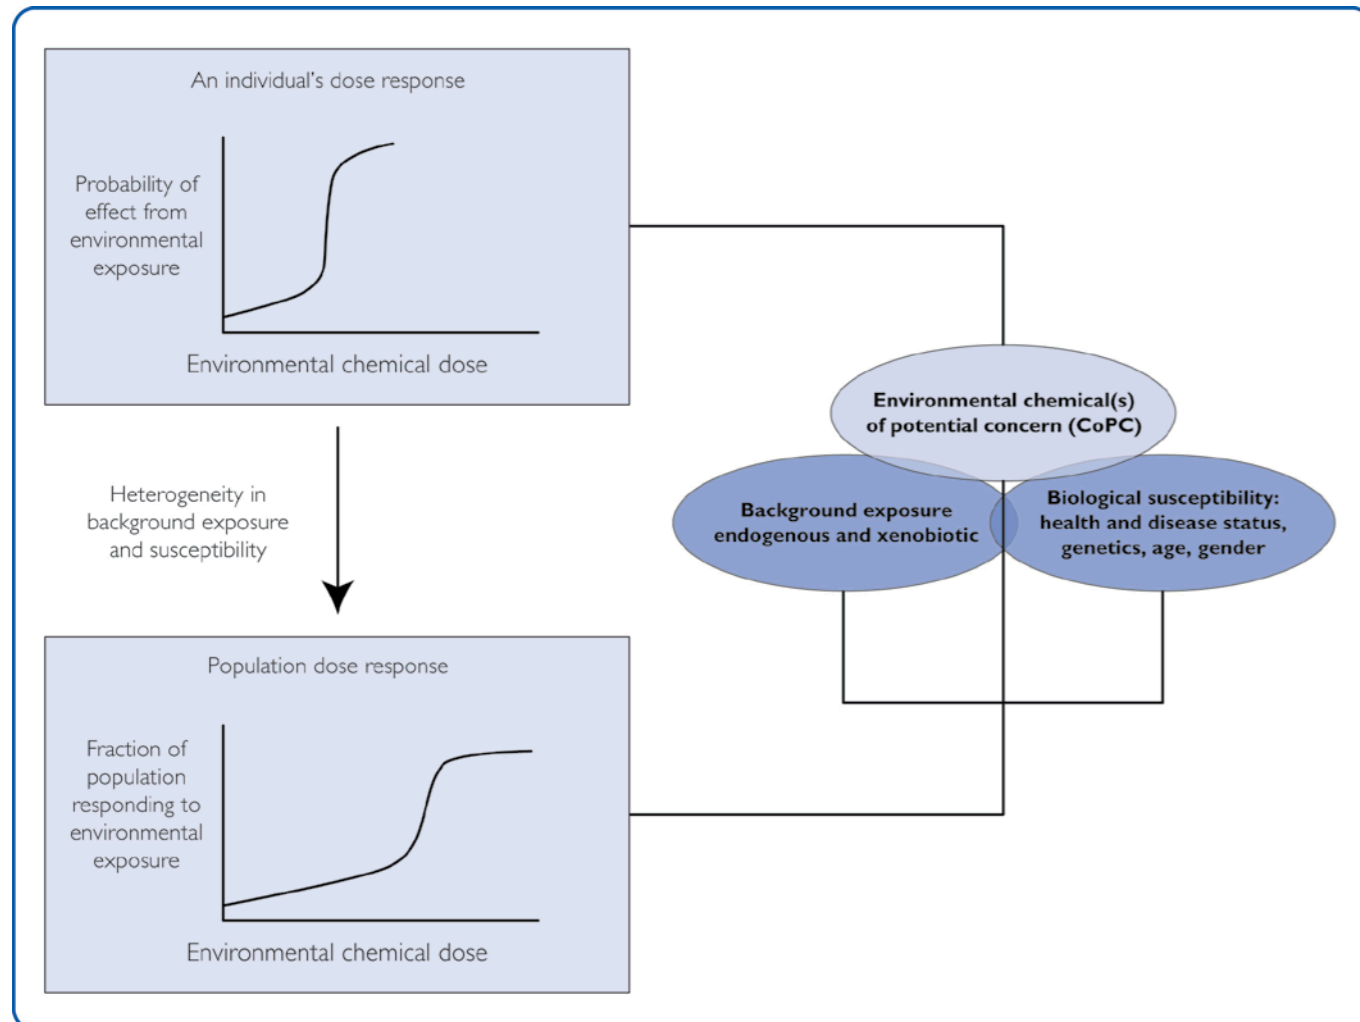 An individual's dose response
Probability of
effect from
environmental
exposure
Environmental chemical dose
Heterogeneity in
background exposure
and susceptibility
Population dose response
Fraction of
population
responding to
environmental
exposure
Environmental chemical dose
Environmental chemical(s)
of potential concern (CoPC)
Background exposure
endogenous and xenobiotic
Biological susceptibility:
health and disease status,
genetics, age, gender